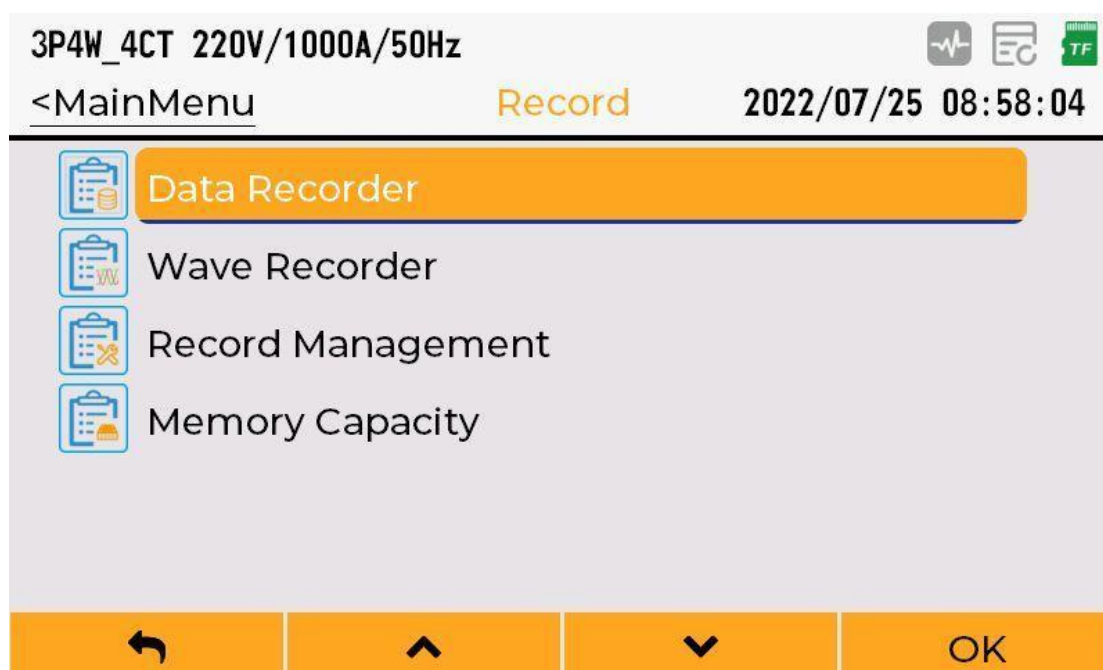 3P4W_4CT 220V/1000A/50Hz
TF
<MainMenu Record 2022/07/25 08:58:04
Data Recorder
Wave Recorder
Record Management
Memory Capacity
OK